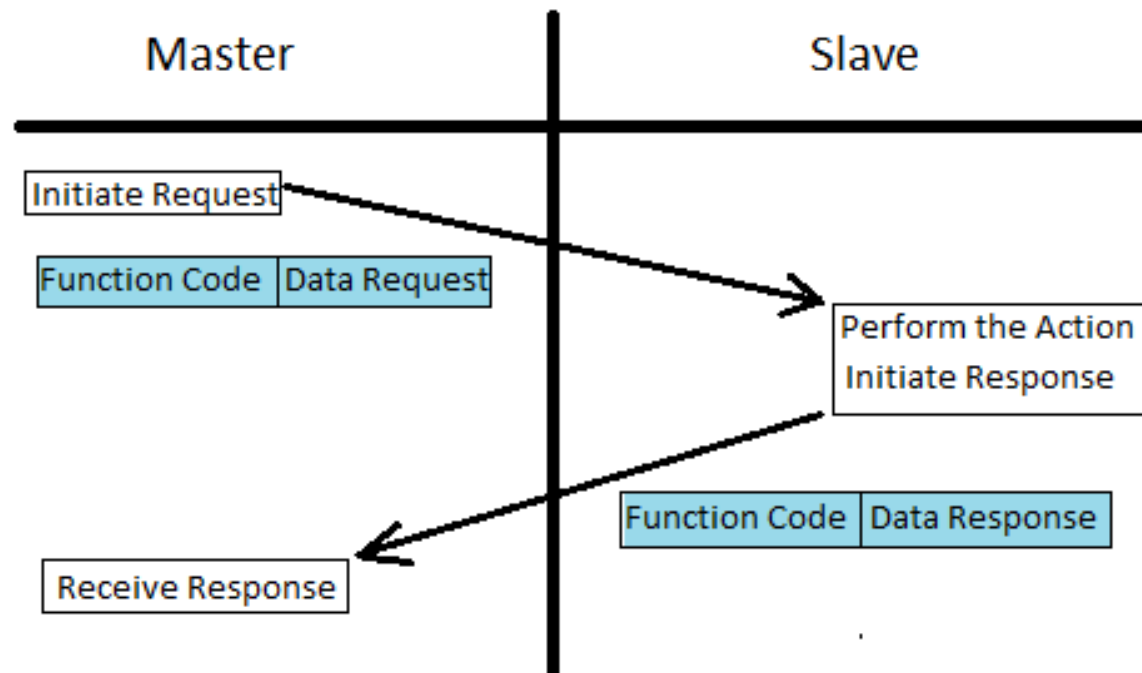 Master
Slave
Initiate Request
Function Code Data Request
Perform the Action
Initiate Response
Function Code Data Response
Receive Response